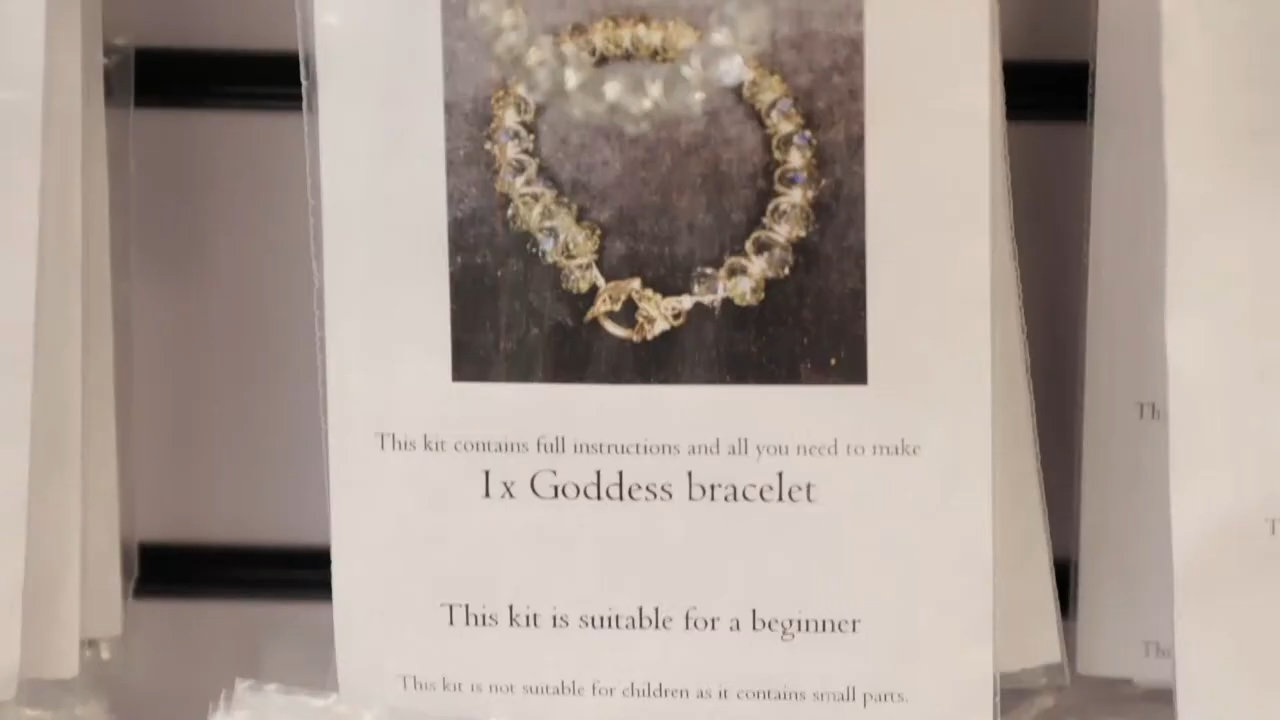 This kit contains full instructions and all you need to make
1x Goddess bracelet
This kit is suitable for a beginner
This kit is not suitable for children as it contains small parts.
Th
T